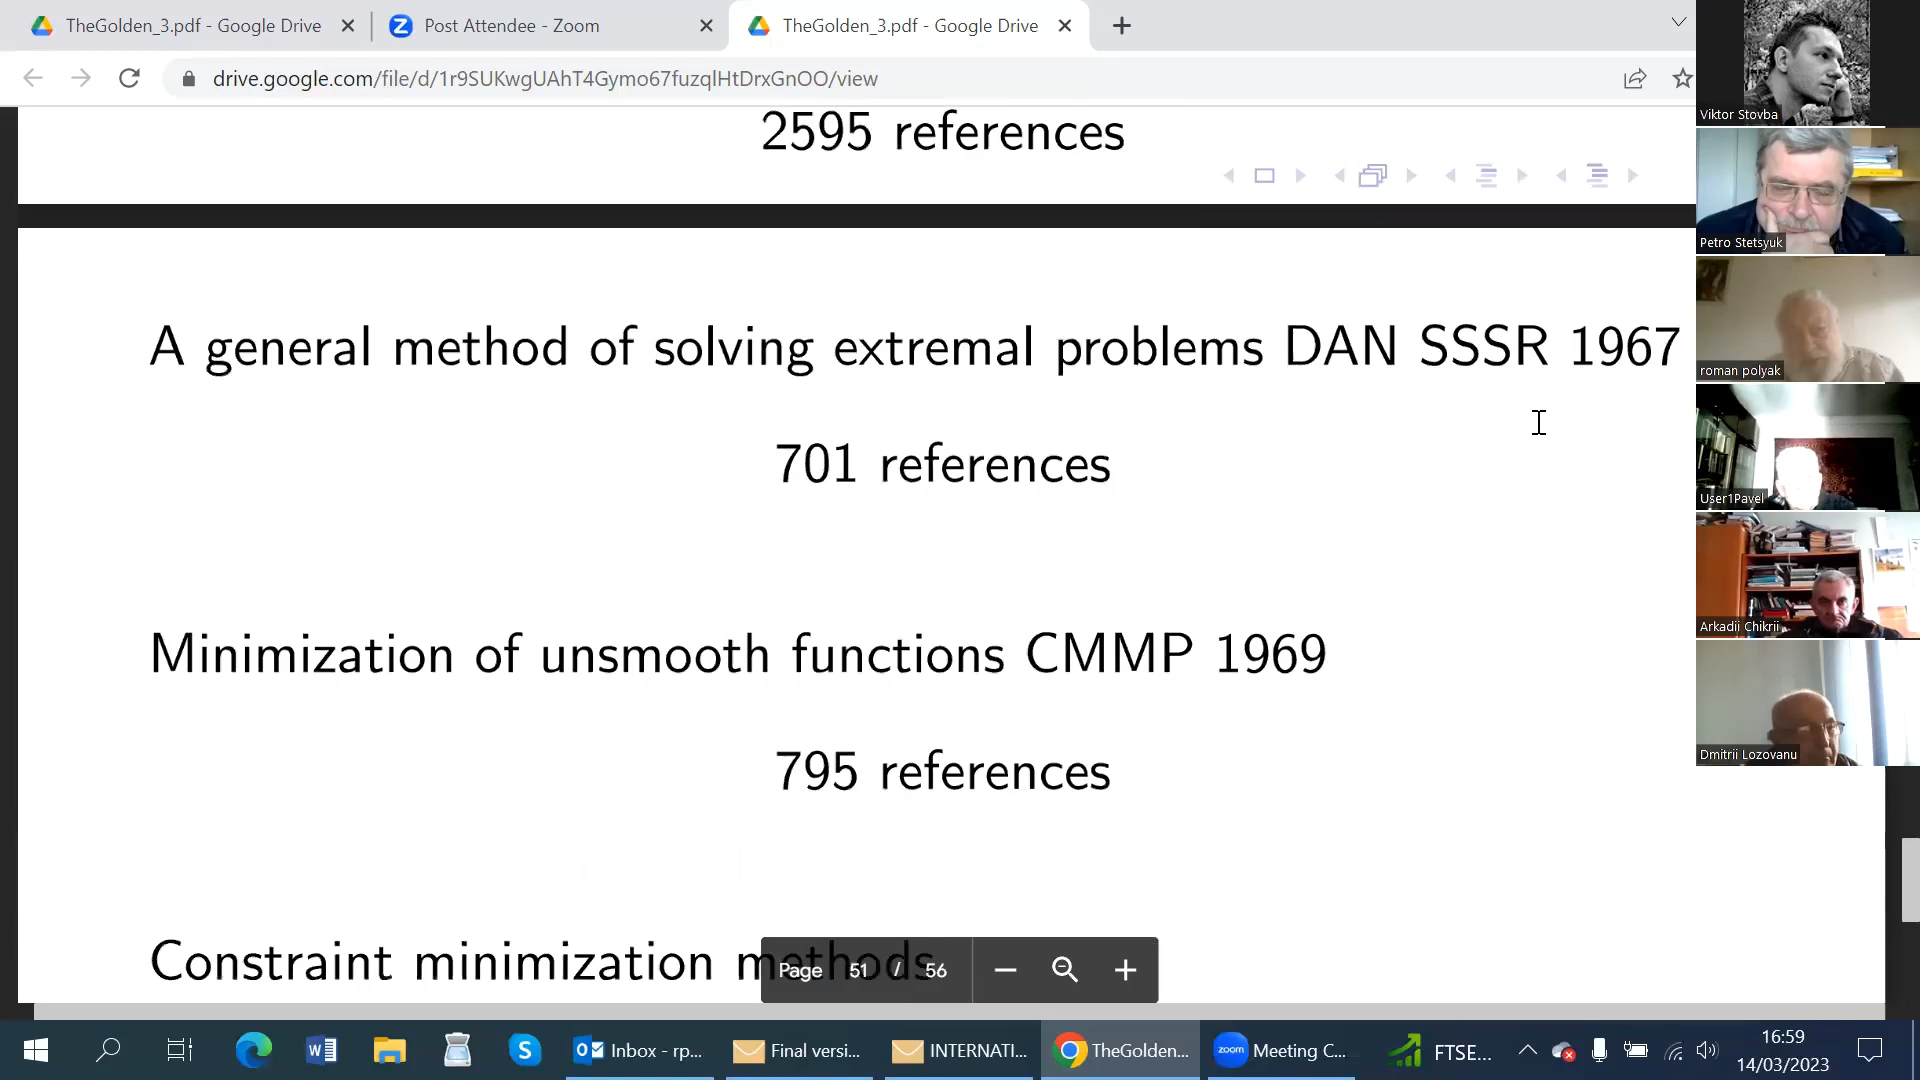 TheGolden_3.pdf - Google Drive
Post Attendee - Zoom
TheGolden_3.pdf - Google Drive
drive.google.com/file/d/1r9SUKwgUAhT4Gymo67fuzqlHtDrxGnOO/view
2595 references
A general method of solving extremal problems DAN SSSR 1967
701 references
Minimization of unsmooth functions CMMP 1969
795 references
Constraint minimization methods
Page 51 / 56
Viktor Stovba
Petro Stetsyuk
roman polyak
User1Pavel
Arkadii Chikrii
Dmitrii Lozovanu
Inbox - rp...
Final versi...
INTERNATI...
TheGolden...
zoom
Meeting C...
FTSE...
16:59
14/03/2023